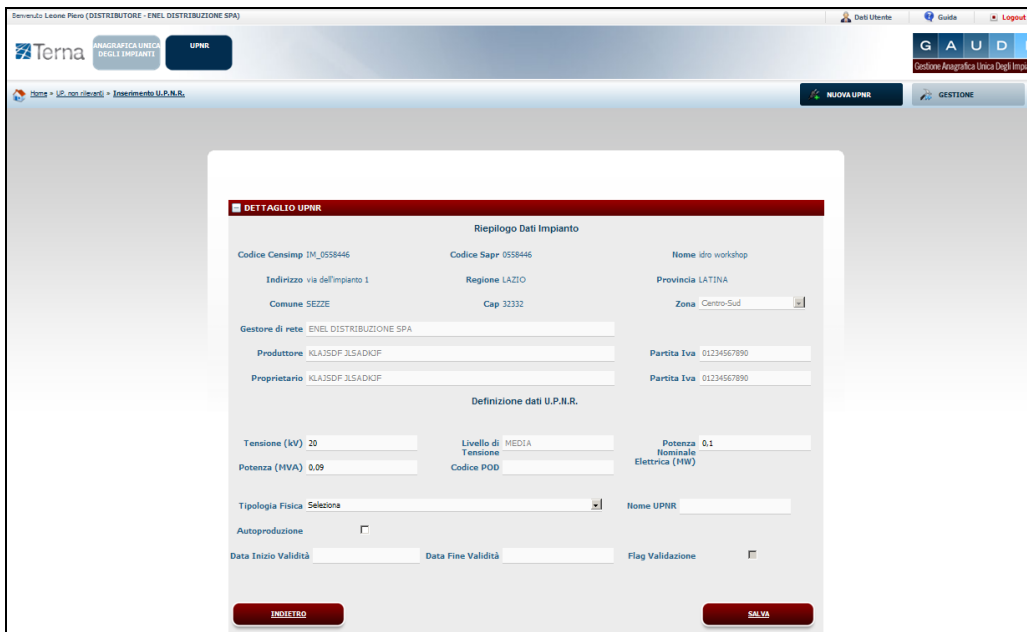 Benvenuto Leone Piero (DISTRIBUTORE - ENEL DISTRIBUZIONE SPA) Dati Utente Guida Logout
Terna ANAGRAFICA UNICA DEGLI IMPIANTI UPNR G A U D
Gestione Anagrafica Unica Degli Impia
Home » UP. non rilevanti » Inserimento U.P.N.R. NUOVA UPNR GESTIONE
DETTAGLIO UPNR
Riepilogo Dati Impianto
Codice Censimp IM_0558446 Codice Sapr 0558446 Nome idro workshop
Indirizzo via dell'impianto 1 Regione LAZIO Provincia LATINA
Comune SEZZE Cap 32332 Zona Centro-Sud
Gestore di rete ENEL DISTRIBUZIONE SPA
Produttore KLAJSDF JLSADKJF Partita Iva 01234567890
Proprietario KLAJSDF JLSADKJF Partita Iva 01234567890
Definizione dati U.P.N.R.
Tensione (kV) 20 Livello di Tensione MEDIA Potenza Nominale Elettrica (MW) 0,1
Potenza (MVA) 0,09 Codice POD
Tipologia Fisica Seleziona Nome UPNR
Autoproduzione
Data Inizio Validità Data Fine Validità Flag Validazione
INDIETRO SALVA